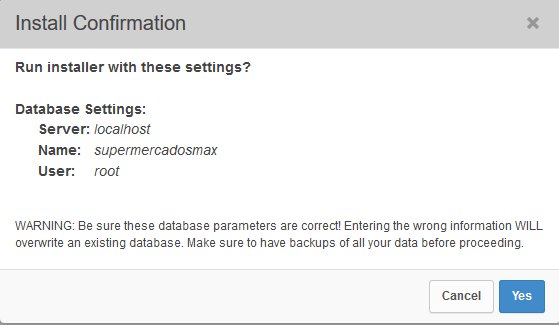 Install Confirmation ×
Run installer with these settings?
Database Settings:
Server: localhost
Name: supermercadosmax
User: root
WARNING: Be sure these database parameters are correct! Entering the wrong information WILL
overwrite an existing database. Make sure to have backups of all your data before proceeding.
Cancel Yes